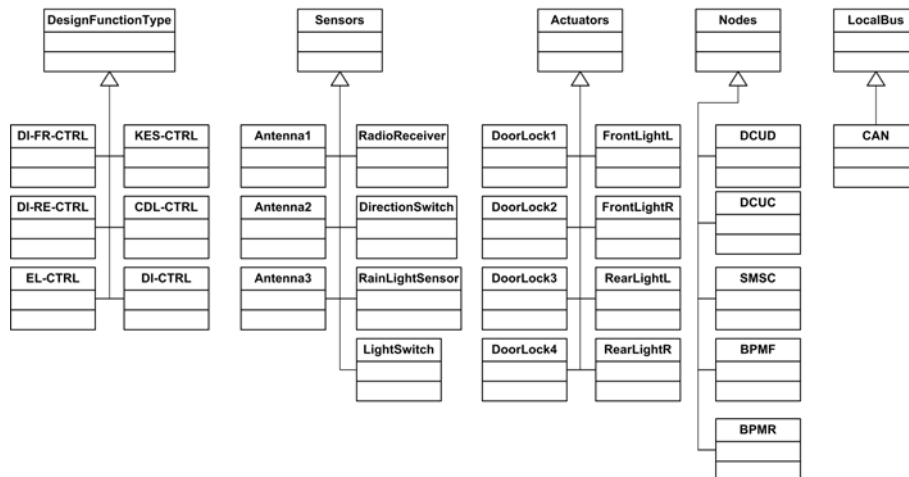 DesignFunctionType
Sensors
Actuators
Nodes
LocalBus
DI-FR-CTRL
KES-CTRL
Antenna1
RadioReceiver
DoorLock1
FrontLightL
DCUD
CAN
DI-RE-CTRL
CDL-CTRL
Antenna2
DirectionSwitch
DoorLock2
FrontLightR
DCUC
EL-CTRL
DI-CTRL
Antenna3
RainLightSensor
DoorLock3
RearLightL
SMSC
LightSwitch
DoorLock4
RearLightR
BPMF
BPMR